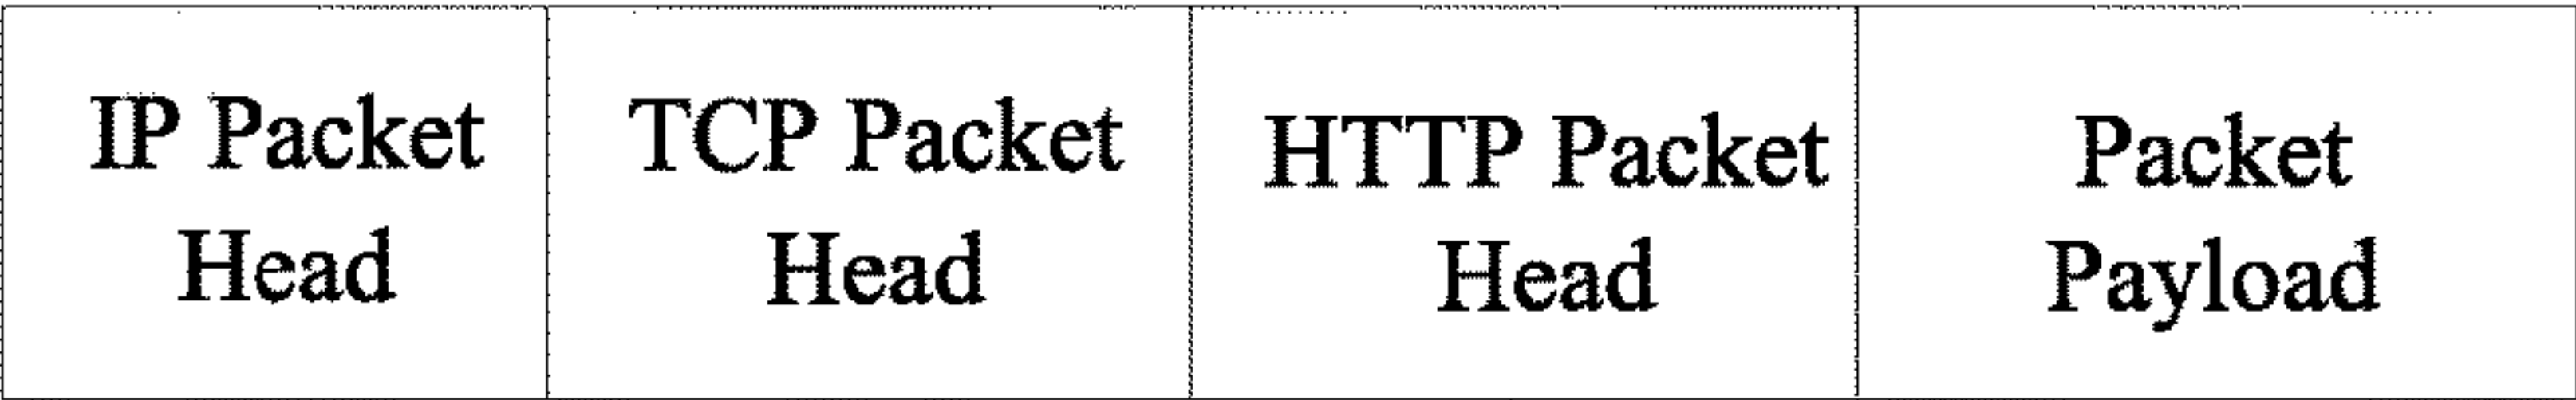 IP Packet
Head
TCP Packet
Head
HTTP Packet
Head
Packet
Payload